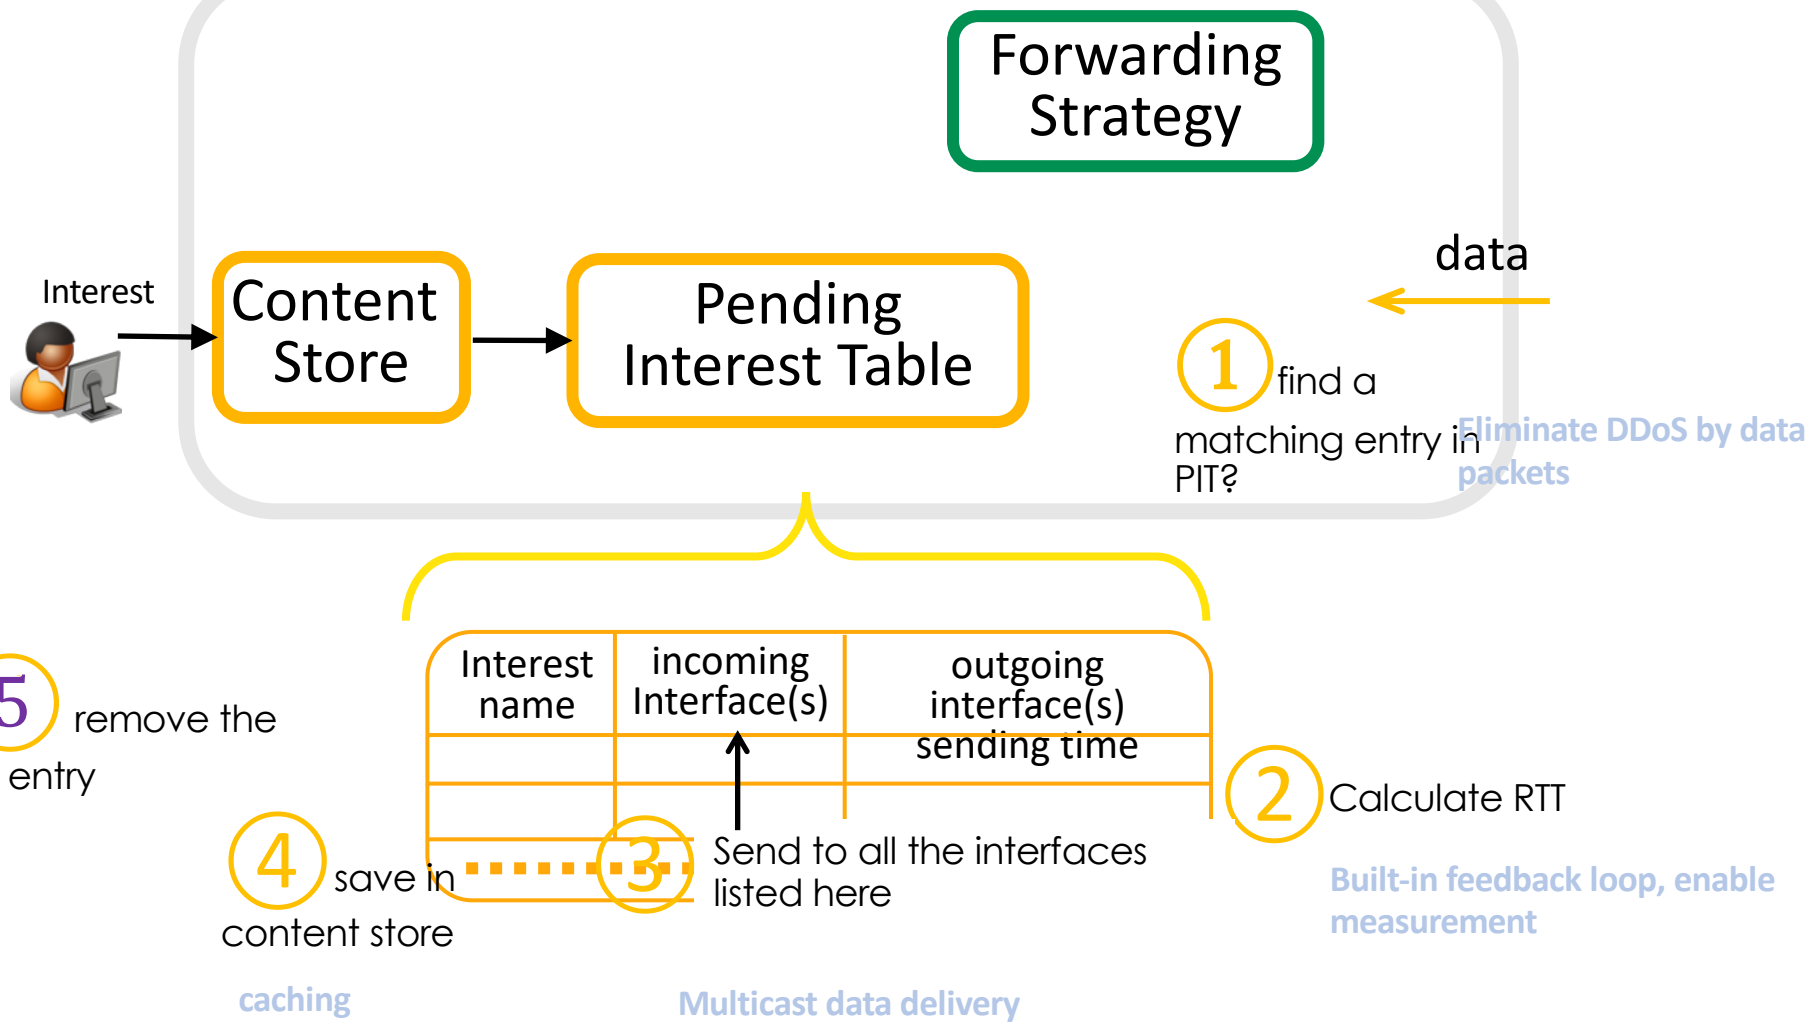 Forwarding
Strategy
data
Interest
Content
Store
Pending
Interest Table
1 find a
matching entry in
PIT?
Eliminate DDoS by data
packets
Interest
name
incoming
Interface(s)
outgoing
interface(s)
sending time
5 remove the
entry
2 Calculate RTT
4 save in
content store
3 Send to all the interfaces
listed here
Built-in feedback loop, enable
measurement
caching
Multicast data delivery